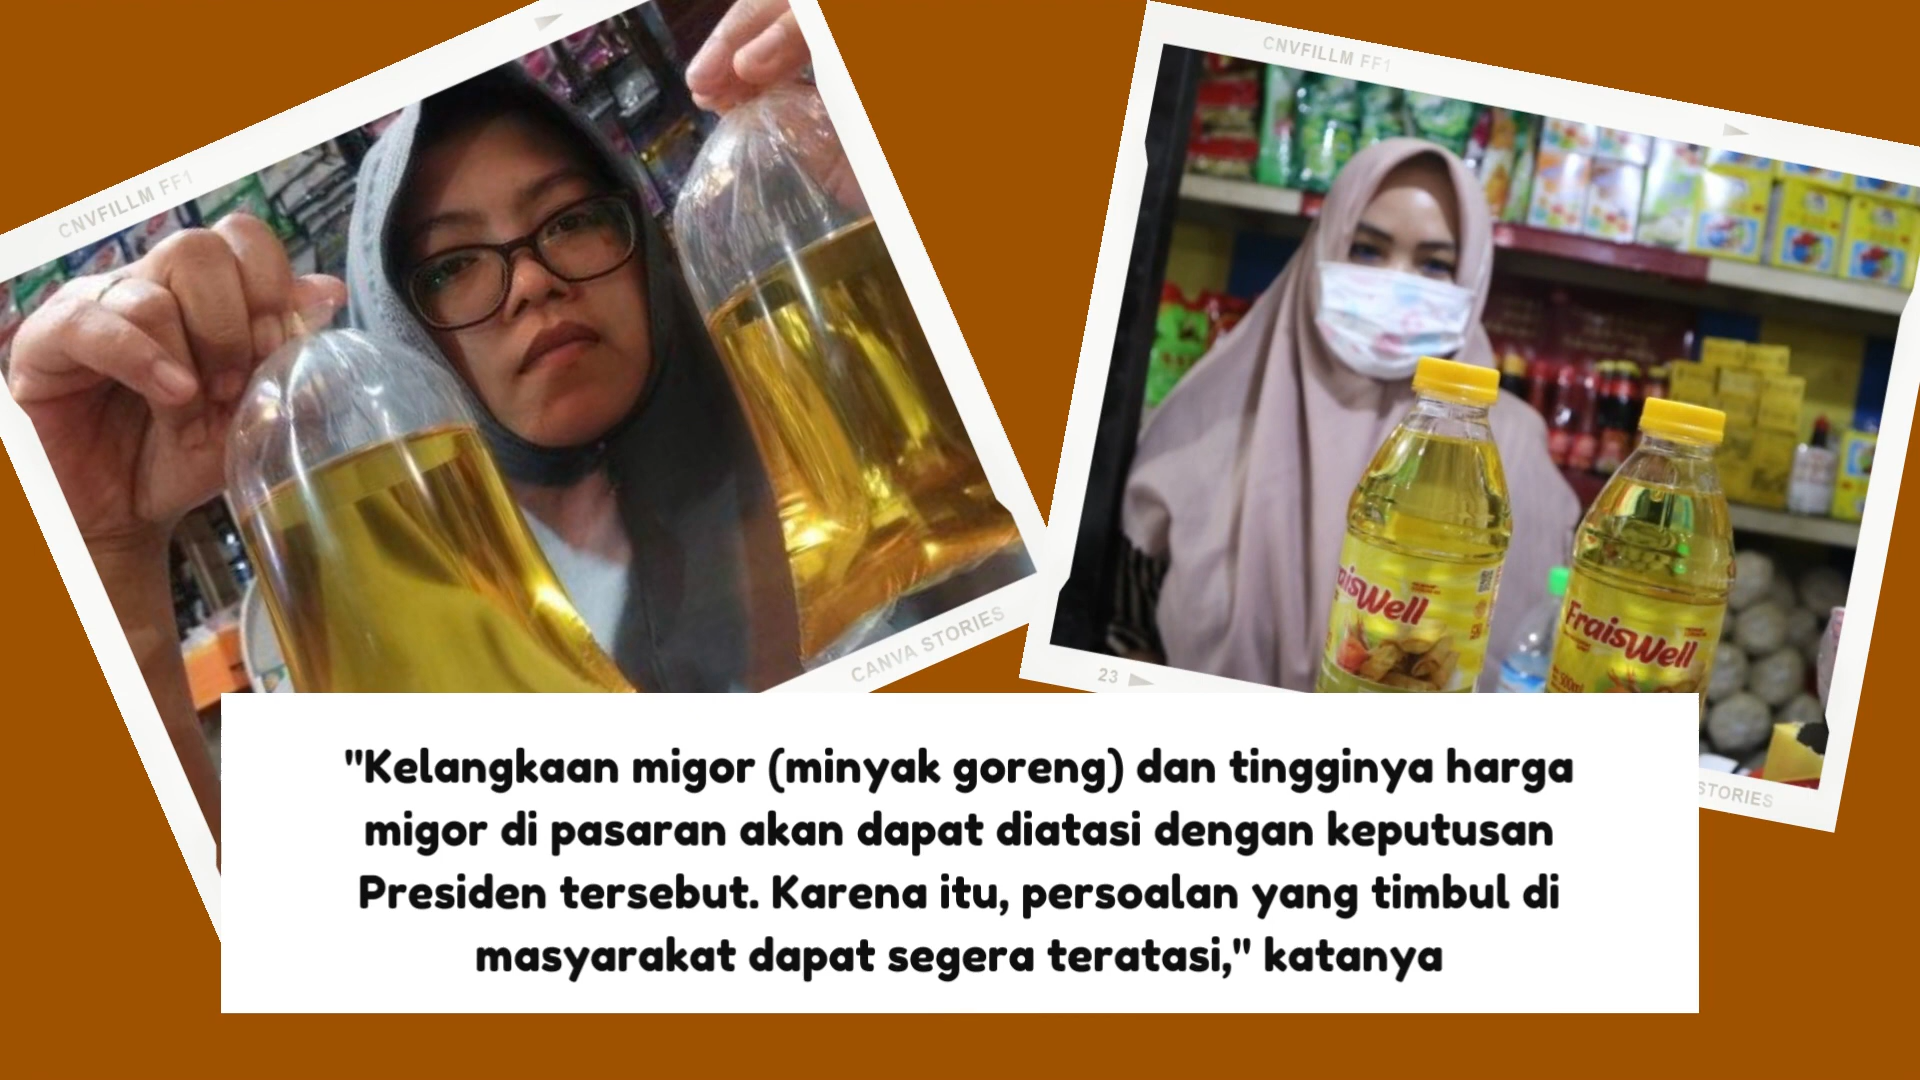 CNVFILLM FF1
CNVFILLM FF1
FraisWell
FraisWell
500ml
CANVA STORIES
23
STORIES
"Kelangkaan migor (minyak goreng) dan tingginya harga
migor di pasaran akan dapat diatasi dengan keputusan
Presiden tersebut. Karena itu, persoalan yang timbul di
masyarakat dapat segera teratasi," katanya